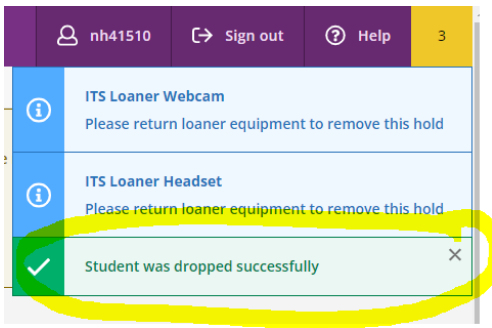 nh41510 Sign out Help 3
ITS Loaner Webcam
Please return loaner equipment to remove this hold
ITS Loaner Headset
Please return loaner equipment to remove this hold
Student was dropped successfully